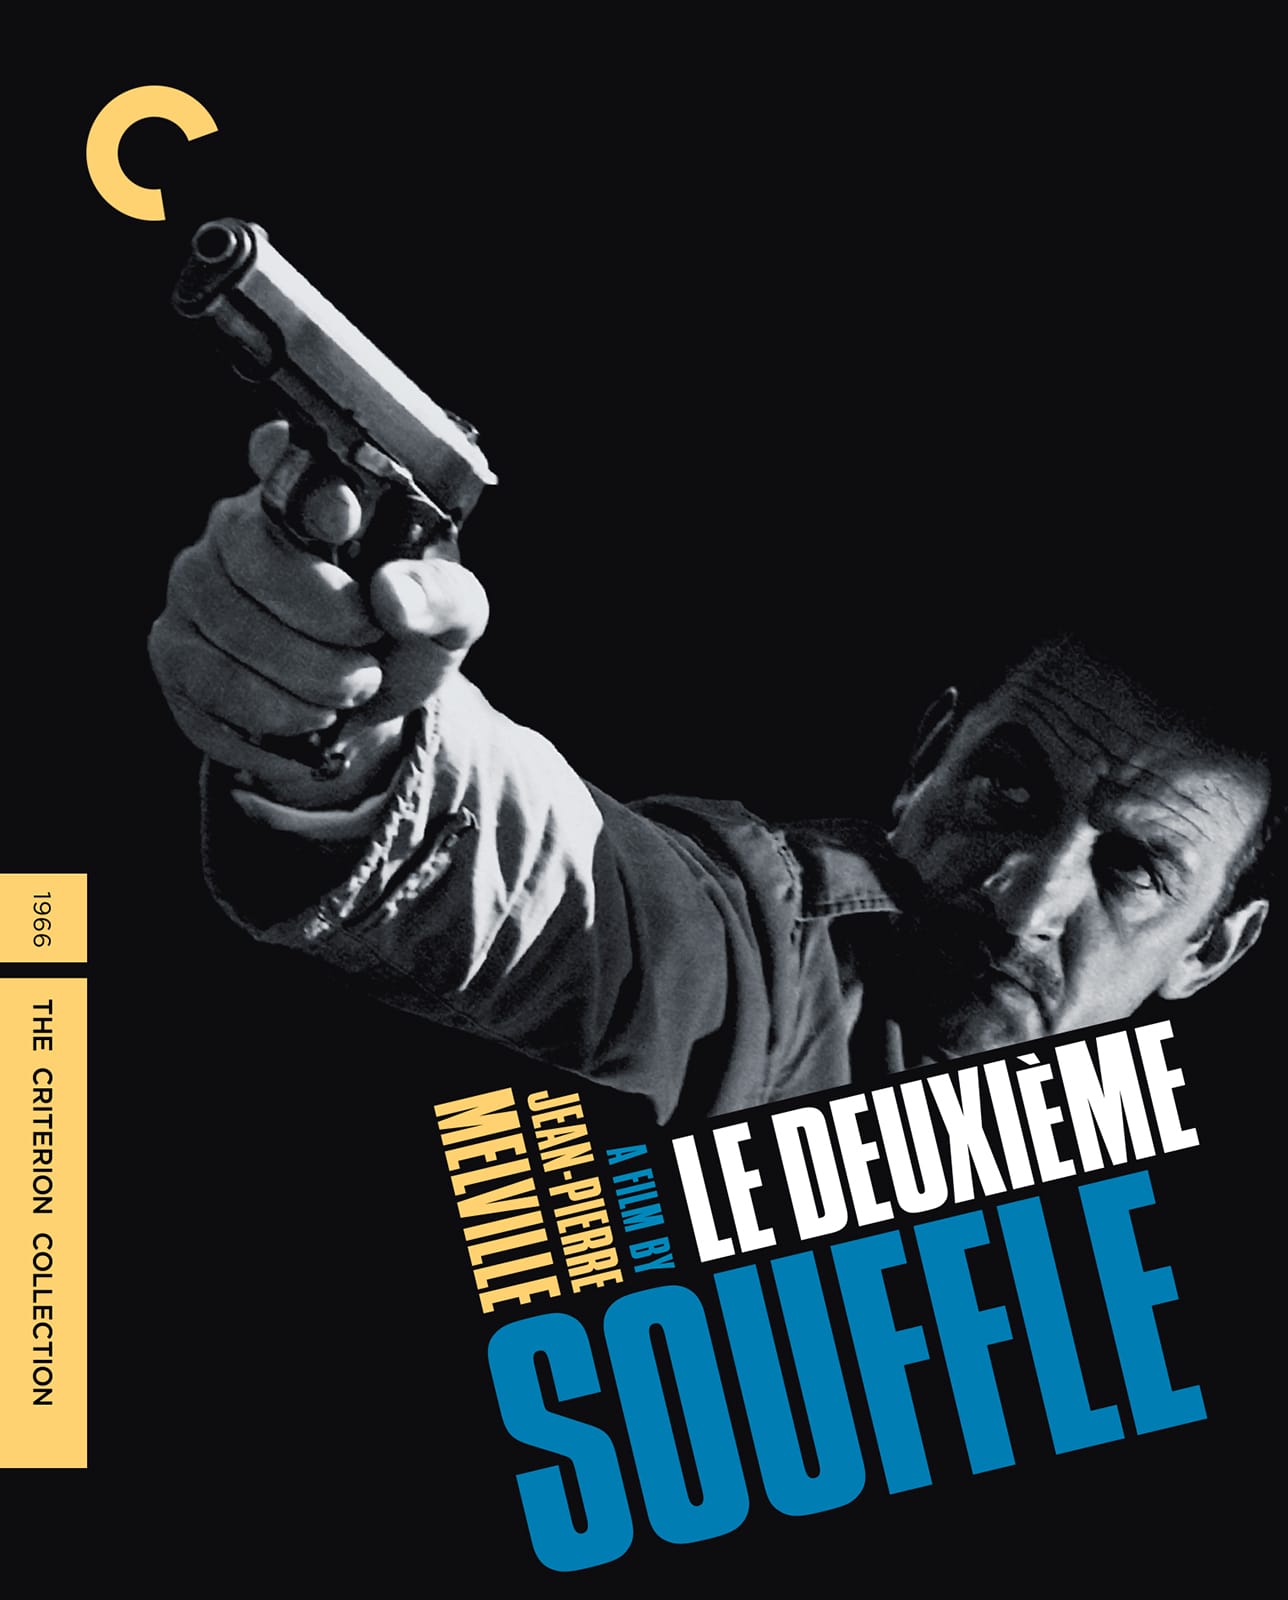 1966
THE CRITERION COLLECTION
LE DEUXIÈME
SOUFFLE
A FILM BY
JEAN-PIERRE
MELVILLE